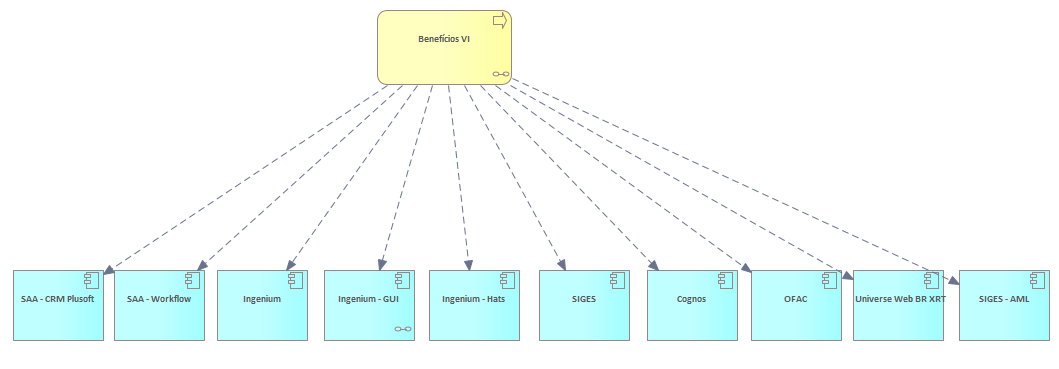 Benefícios VI
SAA - CRM Plusoft
SAA - Workflow
Ingenium
Ingenium - GUI
Ingenium - Hats
SIGES
Cognos
OFAC
Universe Web BR XRT
SIGES - AML